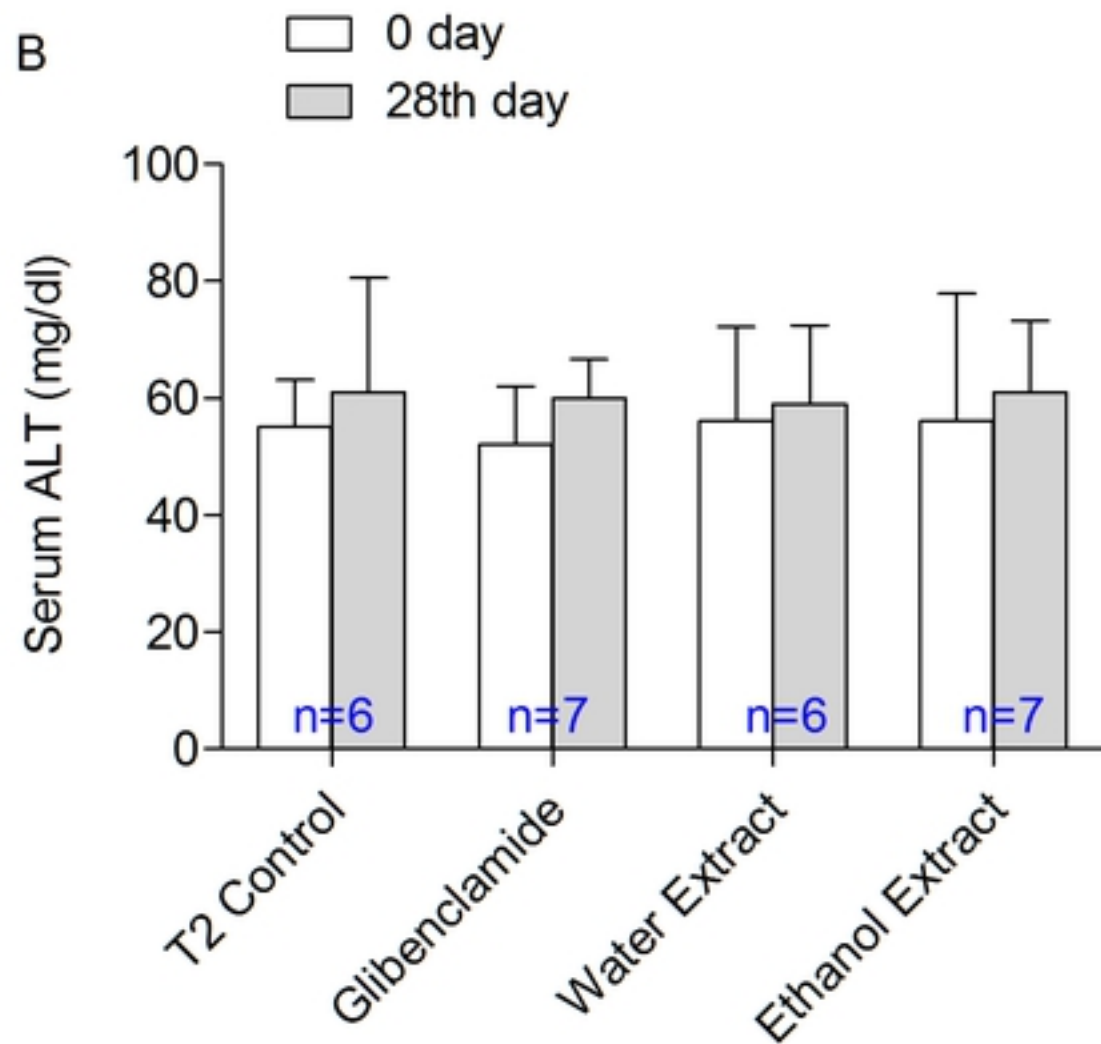 B
0 day
28th day
Serum ALT (mg/dl)
100
80
60
40
20
0
n=6
n=7
n=6
n=7
T2 Control
Glibenclamide
Water Extract
Ethanol Extract